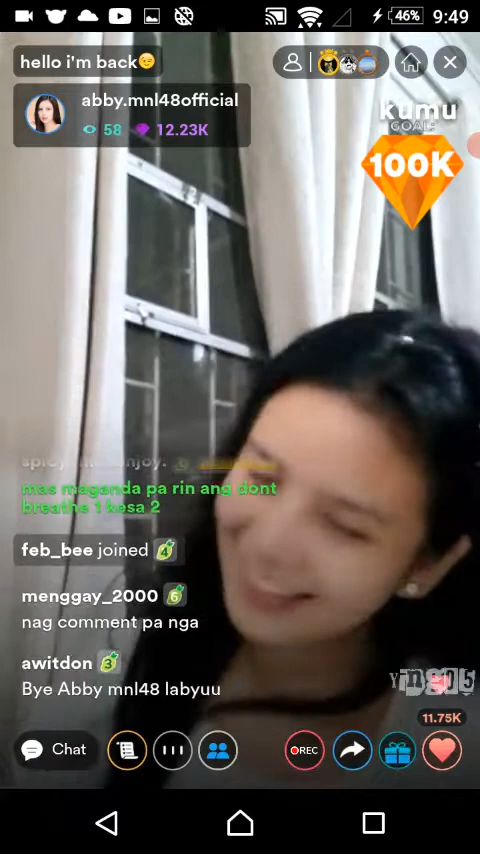 46% 9:49
hello i'm back😉
abby.mnl48official
58 12.23K
kumu
GOAL:
100K
mas maganda pa rin ang dont
breathe 1 kesa 2
feb_bee joined 4
menggay_2000 6
nag comment pa nga
awitdon 3
Bye Abby mnl48 labyuu
11.75K
Chat
REC